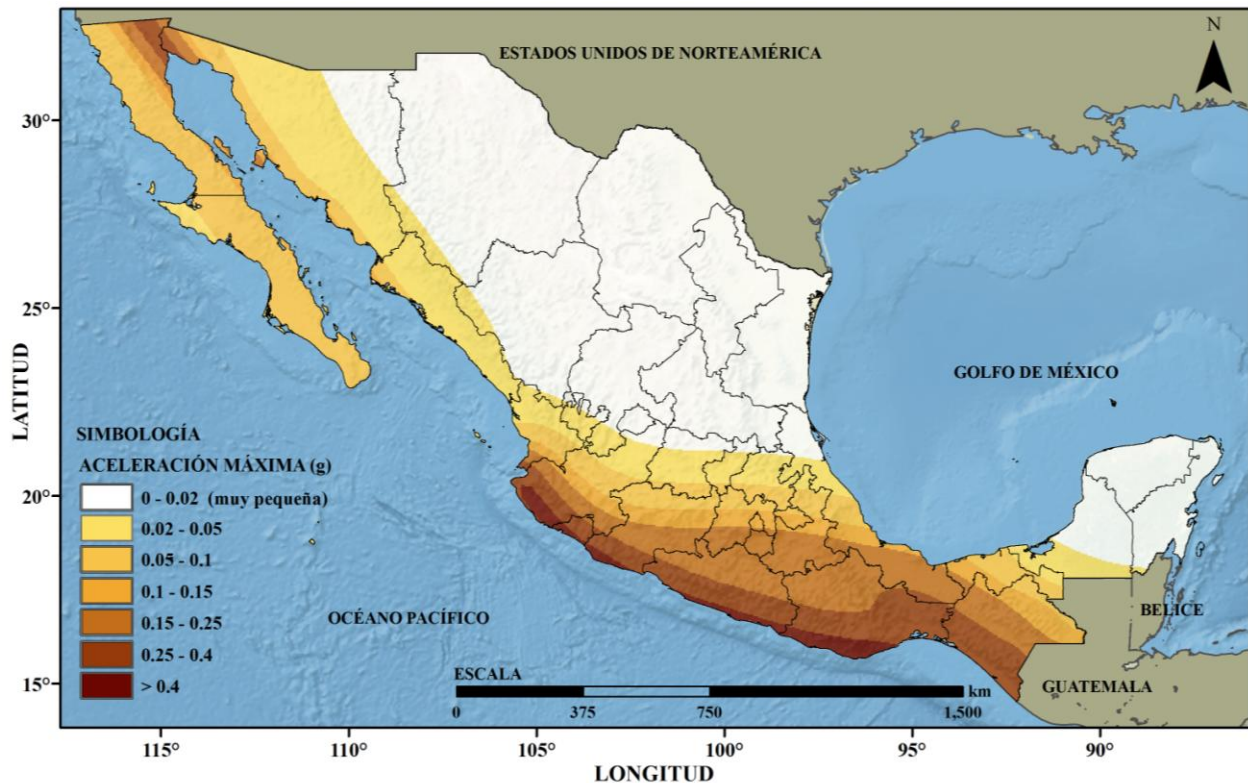 N
ESTADOS UNIDOS DE NORTEAMÉRICA
30°
25°
20°
15°
LATITUD
GOLFO DE MÉXICO
SIMBOLOGÍA
ACELERACIÓN MÁXIMA (g)
0 - 0.02 (muy pequeña)
0.02 - 0.05
0.05 - 0.1
0.1 - 0.15
0.15 - 0.25
0.25 - 0.4
> 0.4
OCÉANO PACÍFICO
BELICE
GUATEMALA
ESCALA
km
0 375 750 1,500
115° 110° 105° 100° 95° 90°
LONGITUD